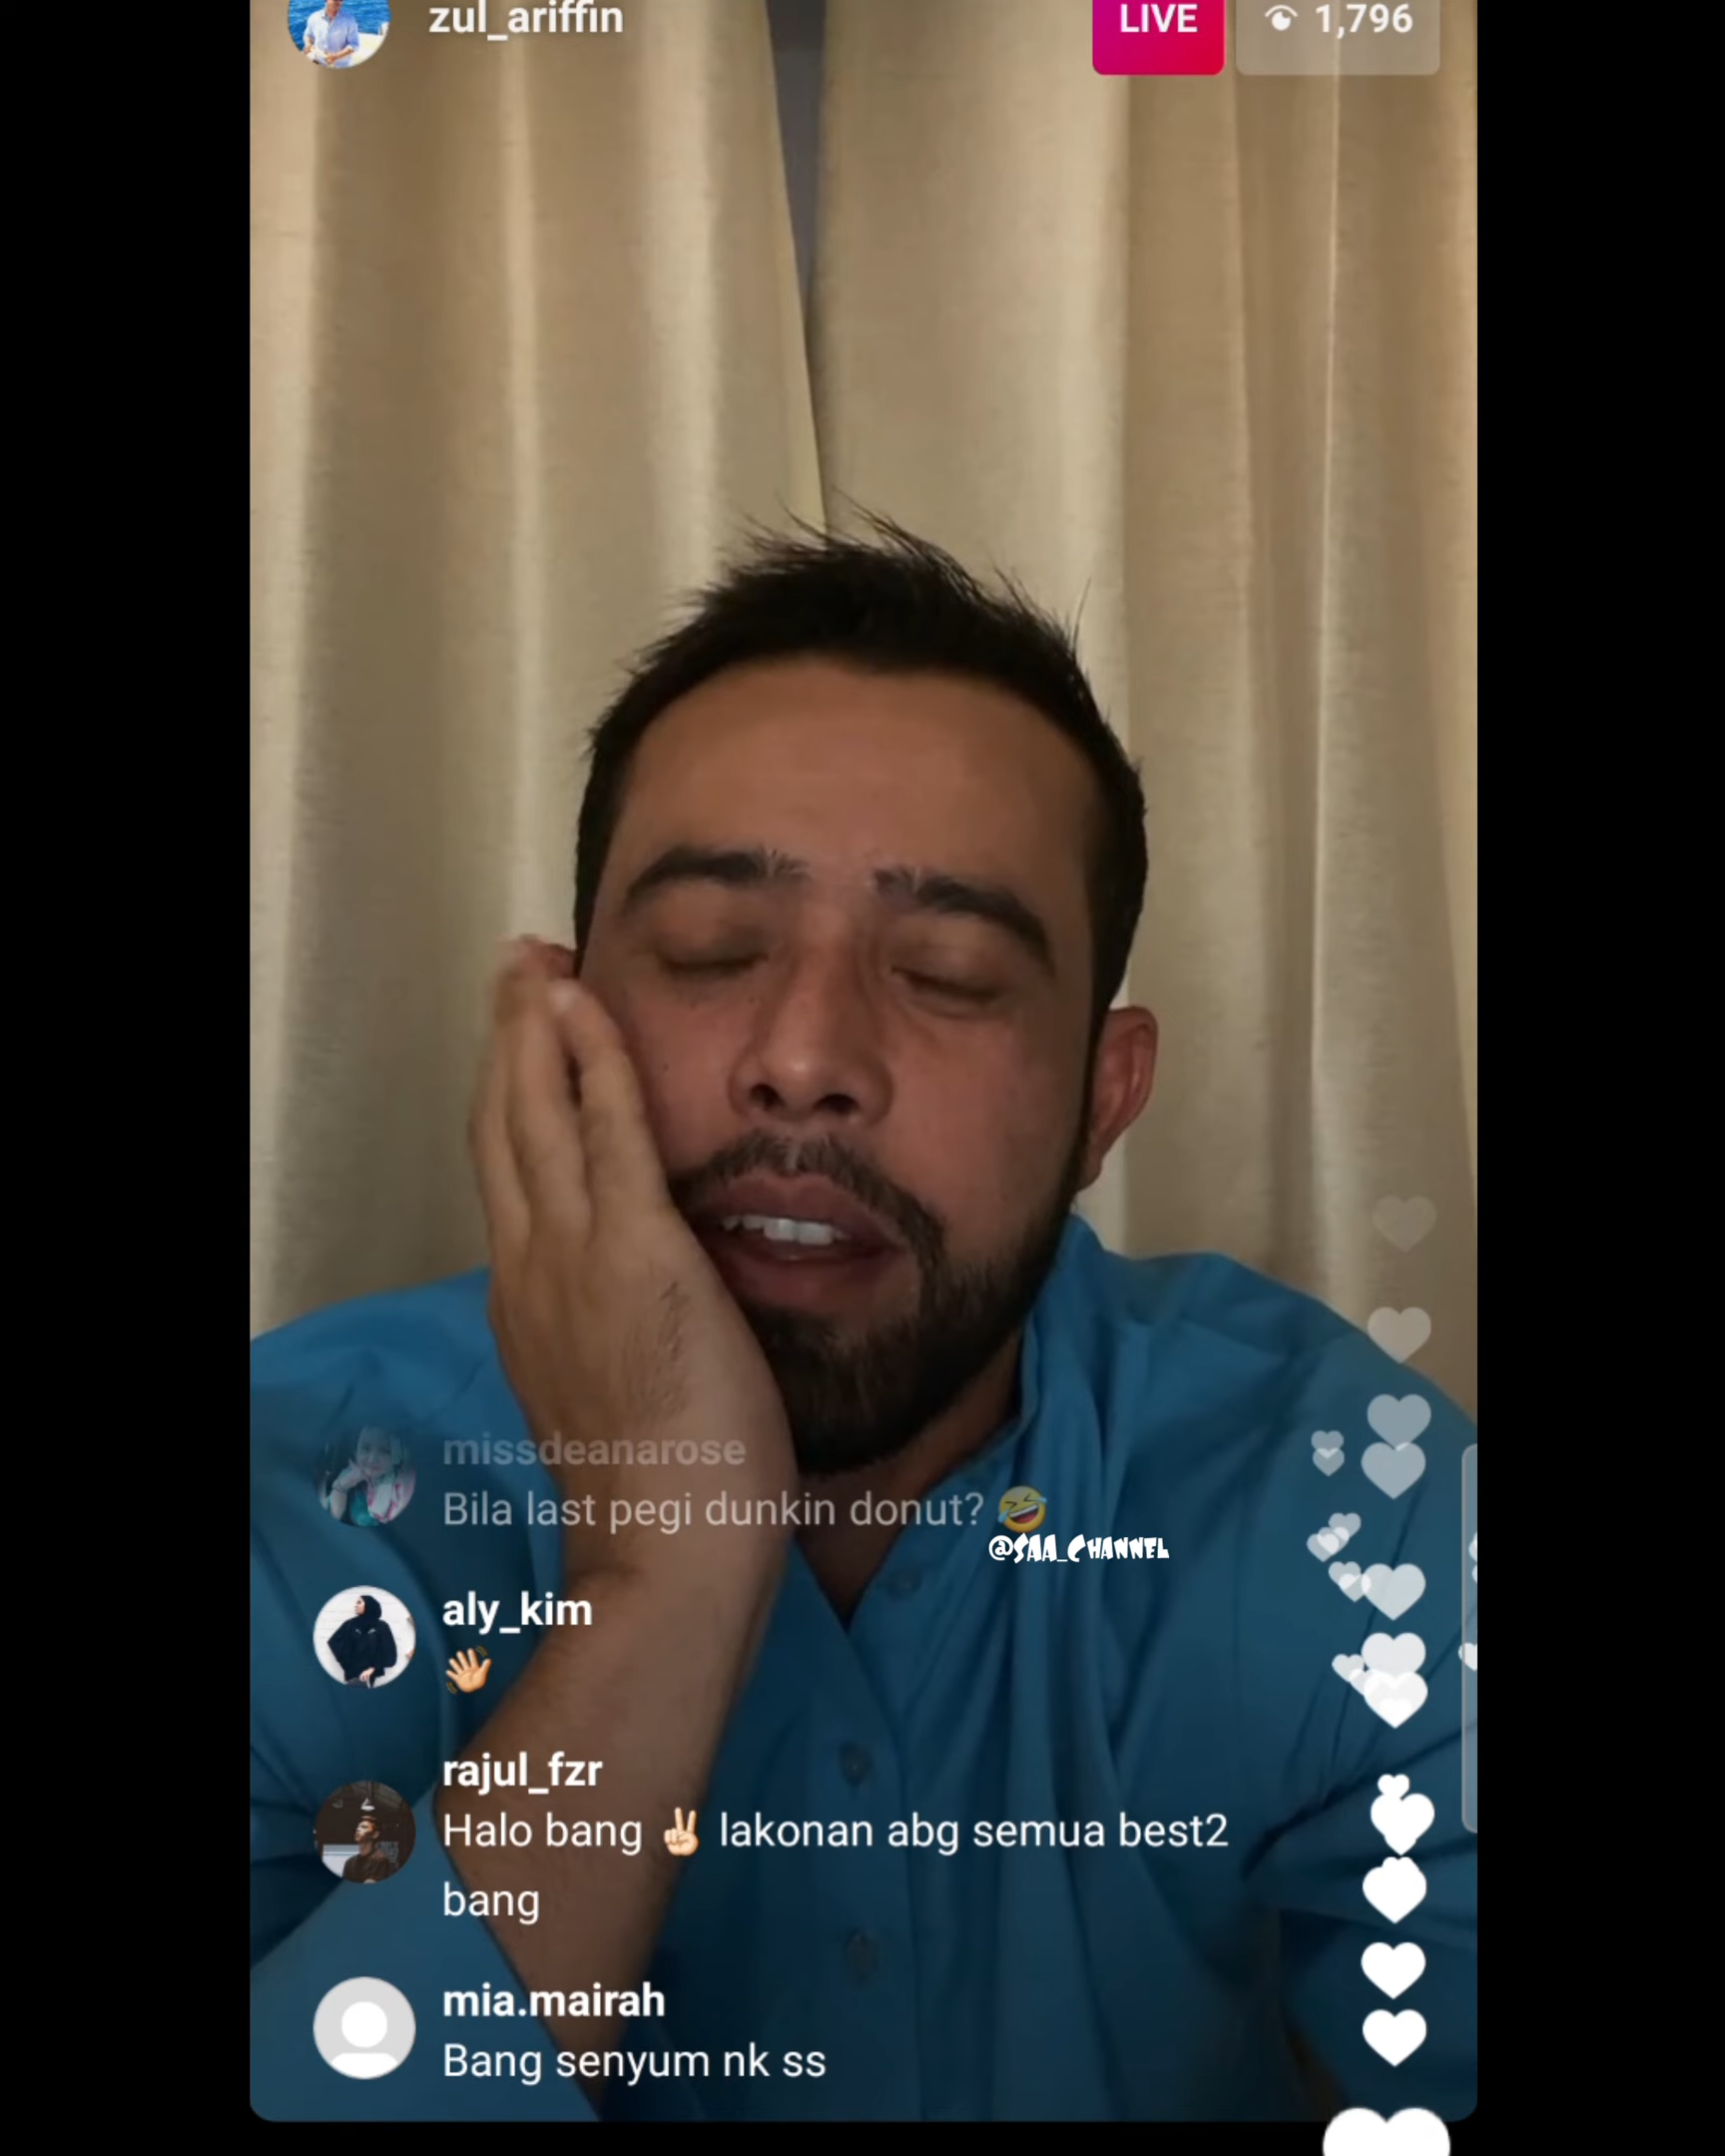 zul_ariffin
LIVE
1,796
missdeanarose
Bila last pegi dunkin donut? 🤣
@SAA_CHANNEL
aly_kim
👋🏻
rajul_fzr
Halo bang ✌🏻 lakonan abg semua best2
bang
mia.mairah
Bang senyum nk ss